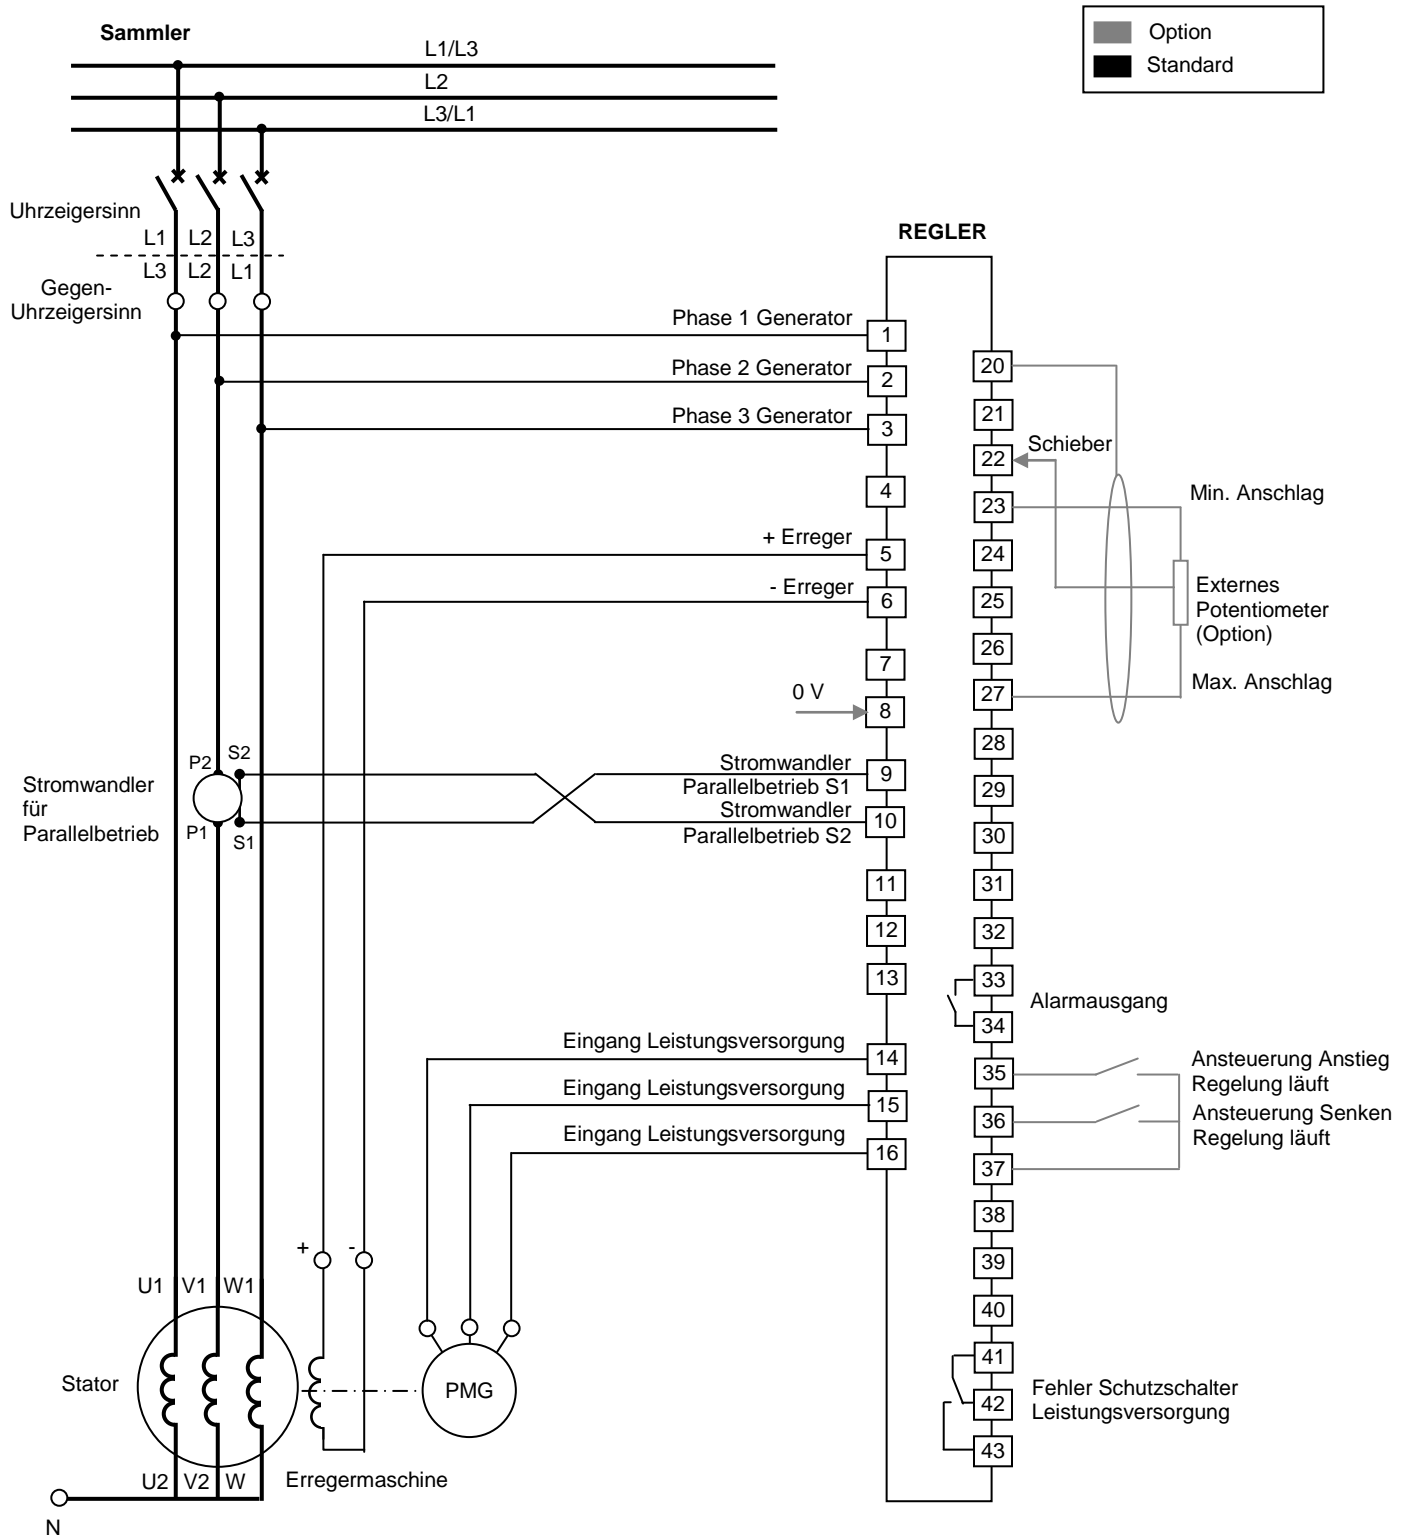 Sammler
L1/L3
L2
L3/L1
Option
Standard
Uhrzeigersinn
L1 L2 L3
L3 L2 L1
Gegen-
Uhrzeigersinn
REGLER
Phase 1 Generator
1
Phase 2 Generator
2
Phase 3 Generator
3
4
+ Erreger
5
- Erreger
6
7
0 V
8
Stromwandler
Parallelbetrieb S1
9
Stromwandler
Parallelbetrieb S2
10
P2
S2
P1
S1
Stromwandler
für
Parallelbetrieb
11
12
13
Eingang Leistungsversorgung
14
Eingang Leistungsversorgung
15
Eingang Leistungsversorgung
16
20
21
Schieber
22
23
Min. Anschlag
24
25
26
Externes
Potentiometer
(Option)
27
Max. Anschlag
28
29
30
31
32
33
34
Alarmausgang
35
Ansteuerung Anstieg
Regelung läuft
36
Ansteuerung Senken
Regelung läuft
37
38
39
40
41
42
43
Fehler Schutzschalter
Leistungsversorgung
+ -
U1 V1 W1
Stator
PMG
U2 V2 W
Erregermaschine
N